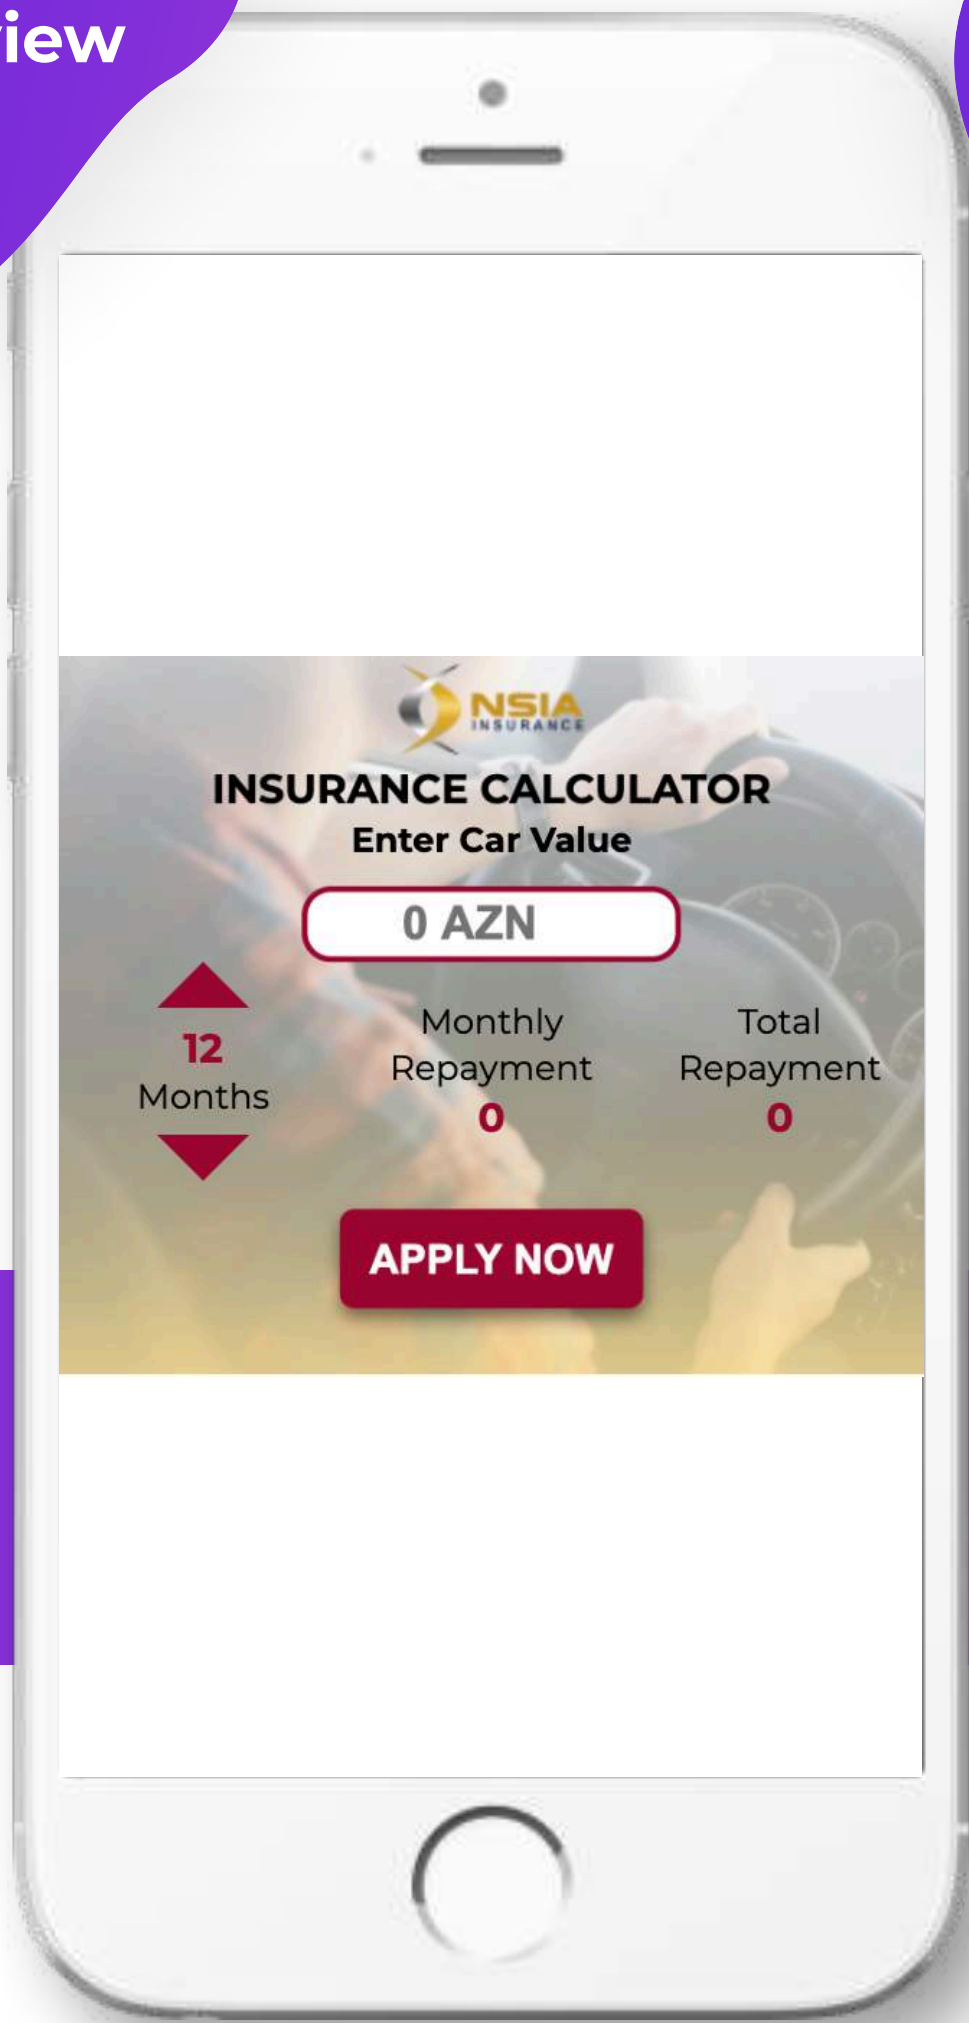 iew
NSIA
INSURANCE
INSURANCE CALCULATOR
Enter Car Value
0 AZN
12
Months
Monthly
Repayment
0
Total
Repayment
0
APPLY NOW